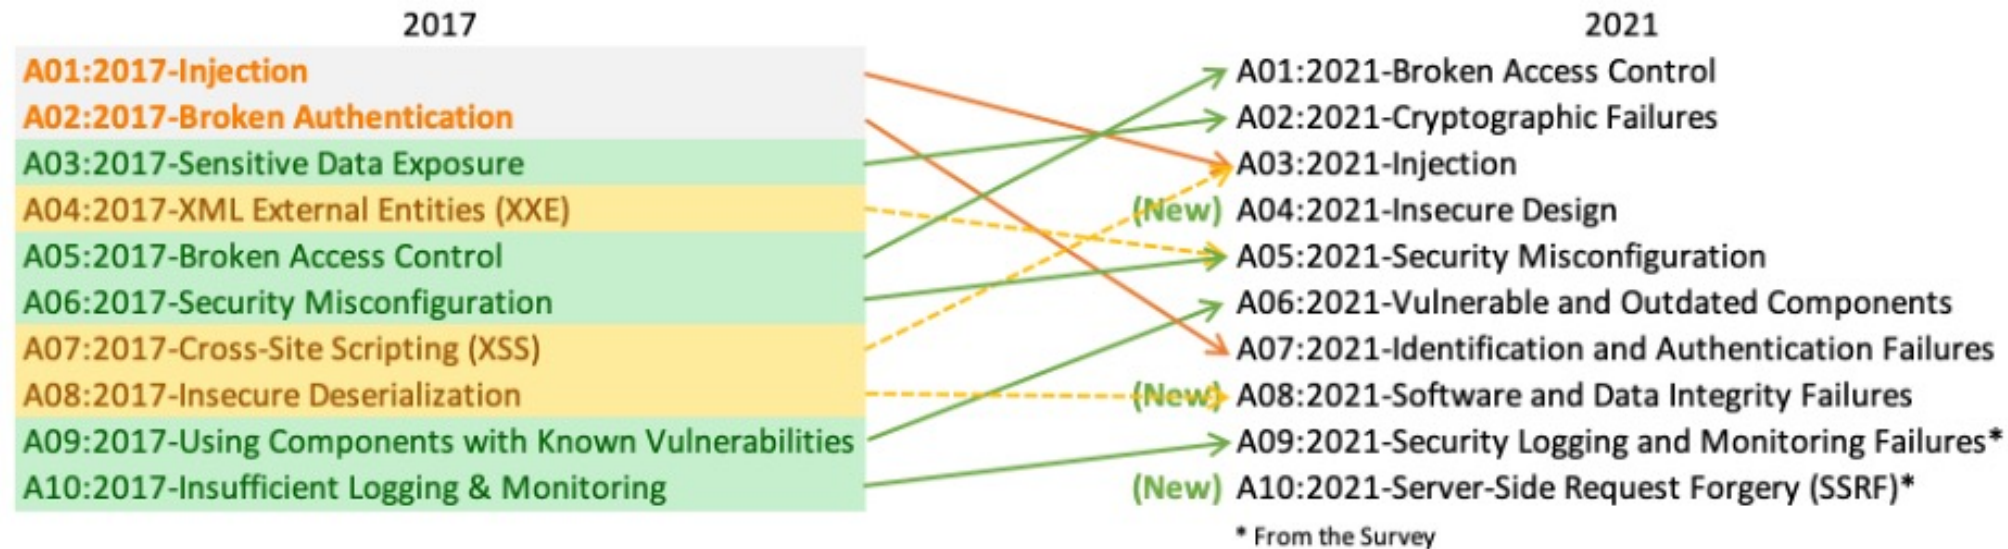 2017
A01:2017-Injection
A02:2017-Broken Authentication
A03:2017-Sensitive Data Exposure
A04:2017-XML External Entities (XXE)
A05:2017-Broken Access Control
A06:2017-Security Misconfiguration
A07:2017-Cross-Site Scripting (XSS)
A08:2017-Insecure Deserialization
A09:2017-Using Components with Known Vulnerabilities
A10:2017-Insufficient Logging & Monitoring
2021
A01:2021-Broken Access Control
A02:2021-Cryptographic Failures
A03:2021-Injection
(New) A04:2021-Insecure Design
A05:2021-Security Misconfiguration
A06:2021-Vulnerable and Outdated Components
A07:2021-Identification and Authentication Failures
(New) A08:2021-Software and Data Integrity Failures
A09:2021-Security Logging and Monitoring Failures*
(New) A10:2021-Server-Side Request Forgery (SSRF)*
* From the Survey